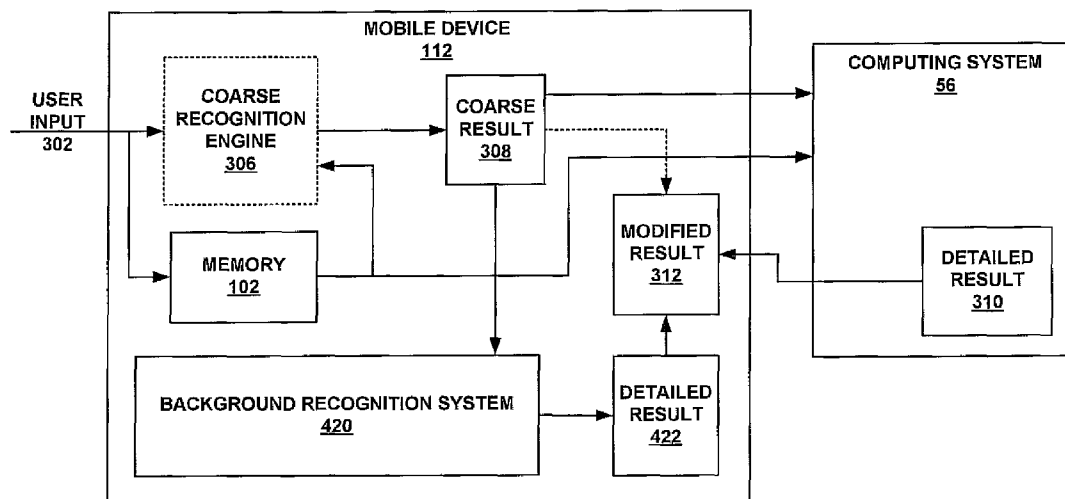 MOBILE DEVICE
112
USER
INPUT
302
COARSE
RECOGNITION
ENGINE
306
COARSE
RESULT
308
COMPUTING SYSTEM
56
MEMORY
102
MODIFIED
RESULT
312
DETAILED
RESULT
310
BACKGROUND RECOGNITION SYSTEM
420
DETAILED
RESULT
422